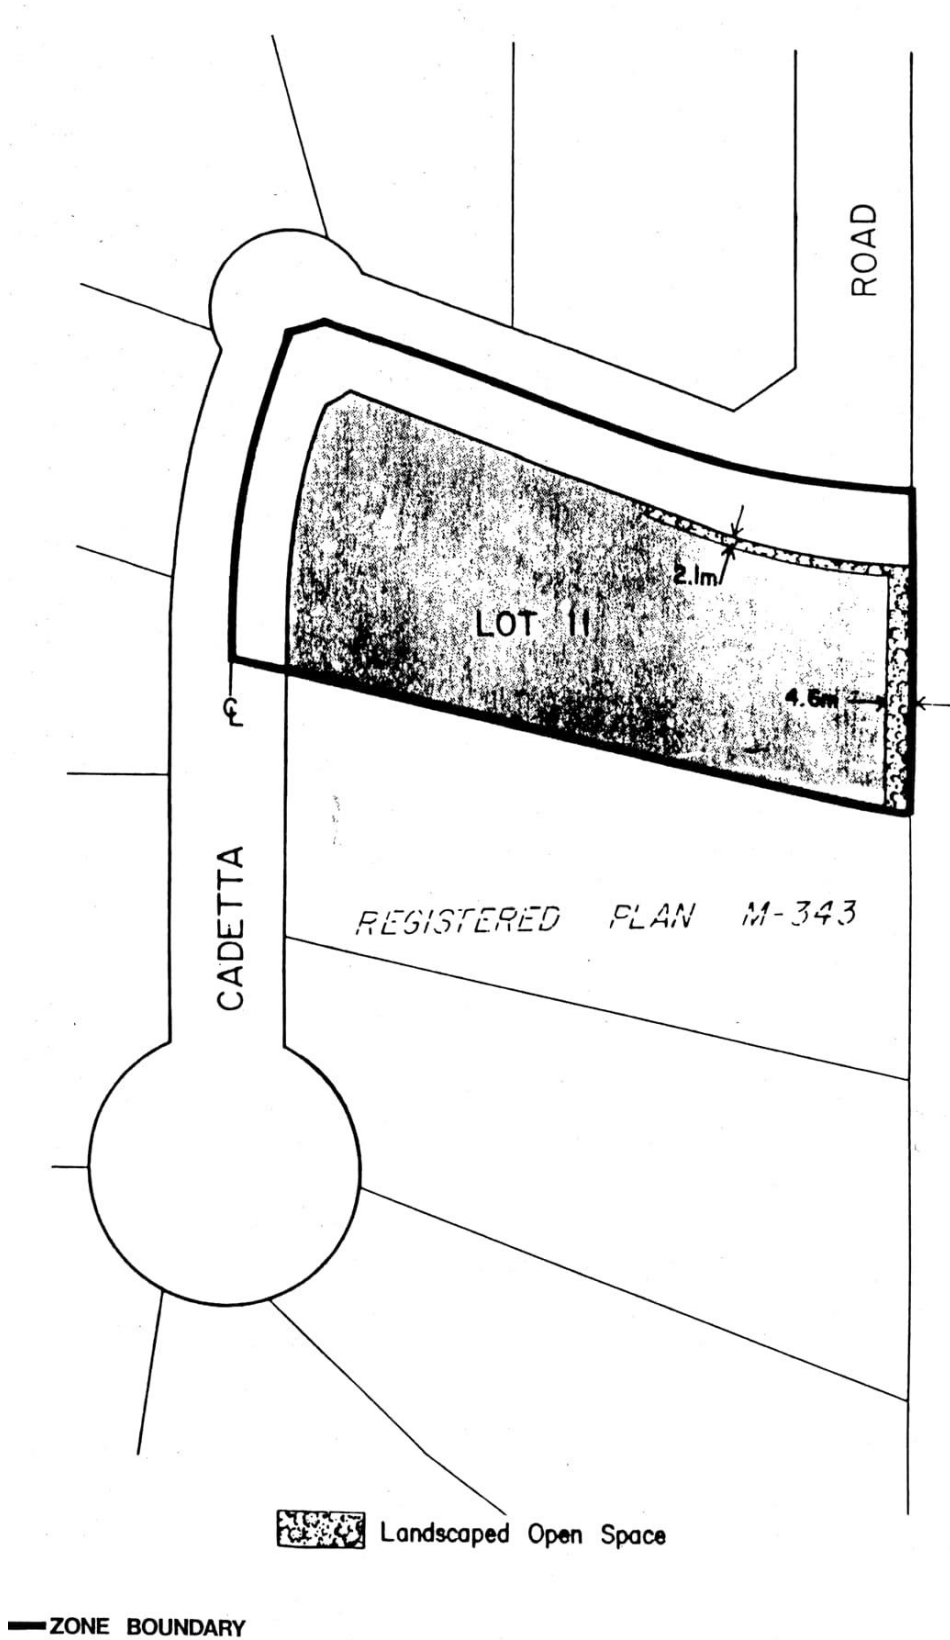 ROAD
2.1m
LOT 11
4.5m
℄
CADETTA
REGISTERED PLAN M-343
Landscaped Open Space
ZONE BOUNDARY